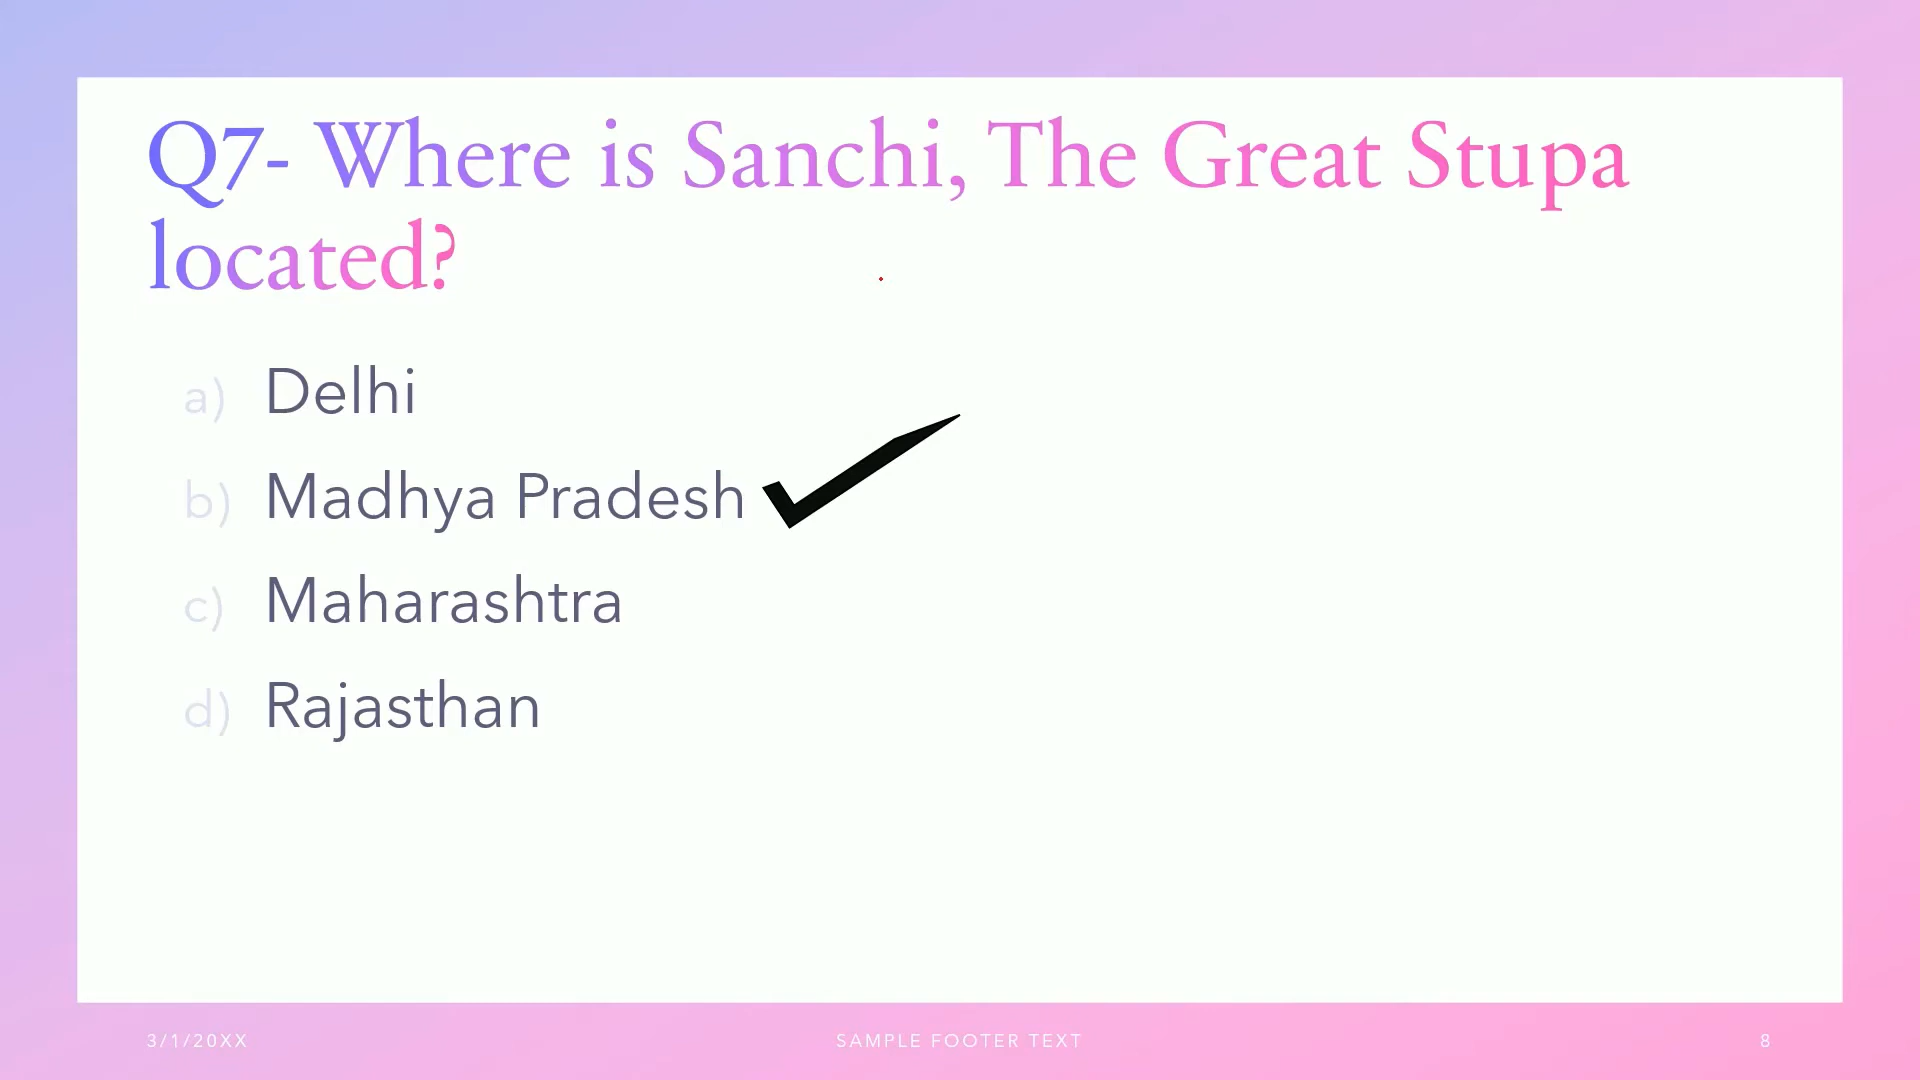 Q7- Where is Sanchi, The Great Stupa
located?
a) Delhi
b) Madhya Pradesh
c) Maharashtra
d) Rajasthan
3/1/20XX
SAMPLE FOOTER TEXT
8